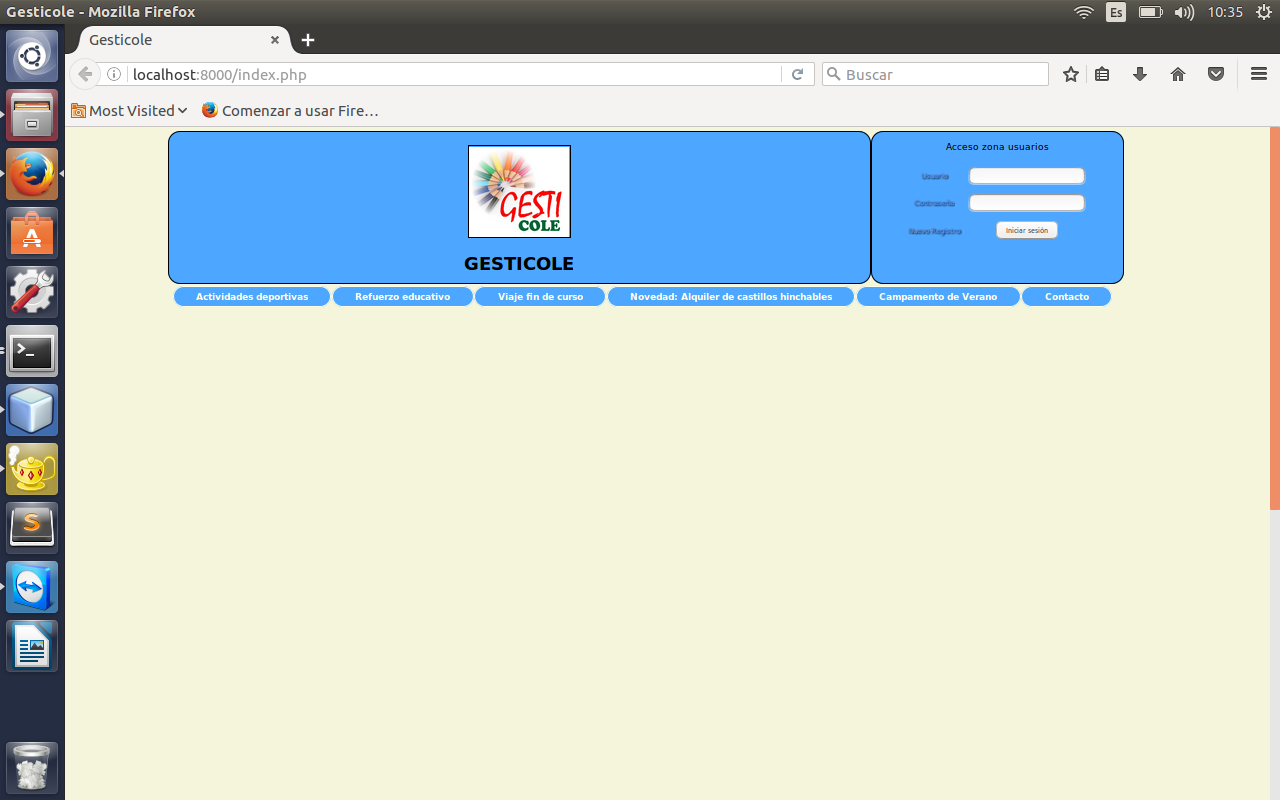 Gesticole - Mozilla Firefox
Es
10:35
Gesticole
localhost:8000/index.php
Buscar
Most Visited
Comenzar a usar Fire…
GESTI
COLE
GESTICOLE
Acceso zona usuarios
Usuario
Contraseña
Nuevo Registro
Iniciar sesión
Actividades deportivas
Refuerzo educativo
Viaje fin de curso
Novedad: Alquiler de castillos hinchables
Campamento de Verano
Contacto